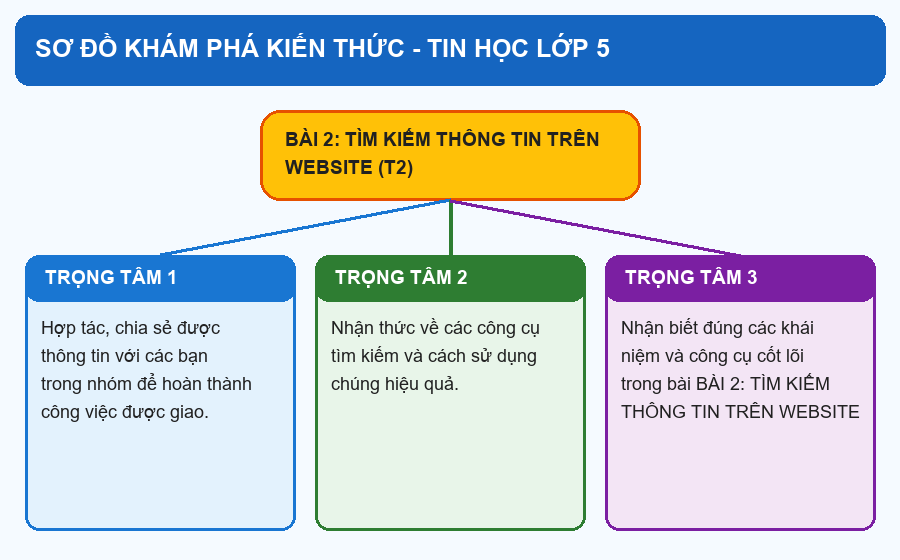 SƠ ĐỒ KHÁM PHÁ KIẾN THỨC - TIN HỌC LỚP 5
BÀI 2: TÌM KIẾM THÔNG TIN TRÊN
WEBSITE (T2)
TRỌNG TÂM 1
Hợp tác, chia sẻ được
thông tin với các bạn
trong nhóm để hoàn thành
công việc được giao.
TRỌNG TÂM 2
Nhận thức về các công cụ
tìm kiếm và cách sử dụng
chúng hiệu quả.
TRỌNG TÂM 3
Nhận biết đúng các khái
niệm và công cụ cốt lõi
trong bài BÀI 2: TÌM KIẾM
THÔNG TIN TRÊN WEBSITE